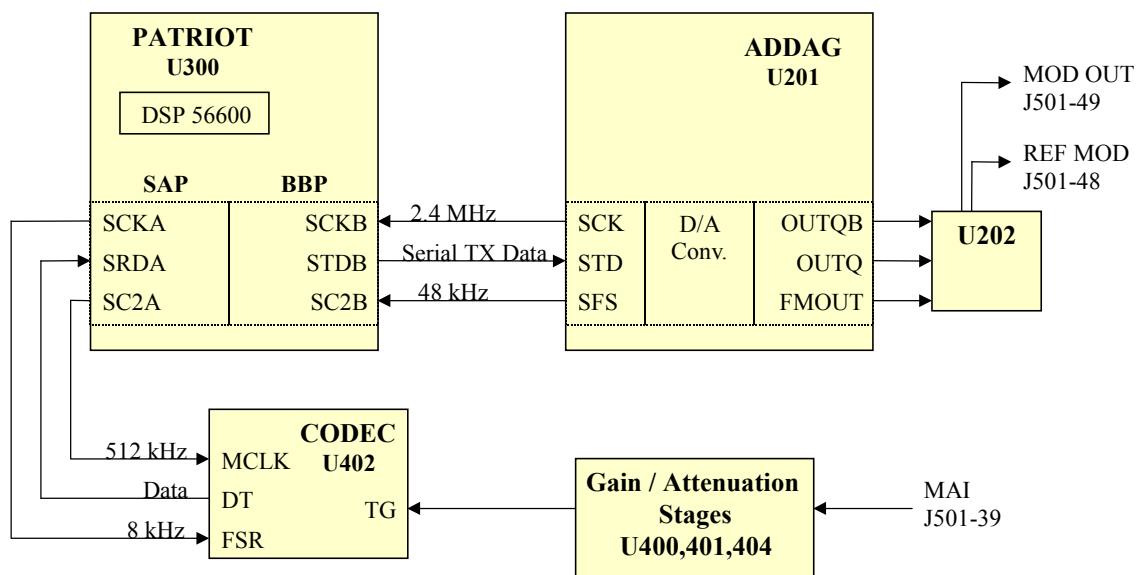 PATRIOT
U300
DSP 56600
SAP
BBP
SCKA
SRDA
SC2A
SCKB
STDB
SC2B
2.4 MHz
Serial TX Data
48 kHz
ADDAG
U201
SCK
STD
SFS
D/A
Conv.
OUTQB
OUTQ
FMOUT
U202
MOD OUT
J501-49
REF MOD
J501-48
512 kHz
Data
8 kHz
CODEC
U402
MCLK
DT
FSR
TG
Gain / Attenuation
Stages
U400,401,404
MAI
J501-39